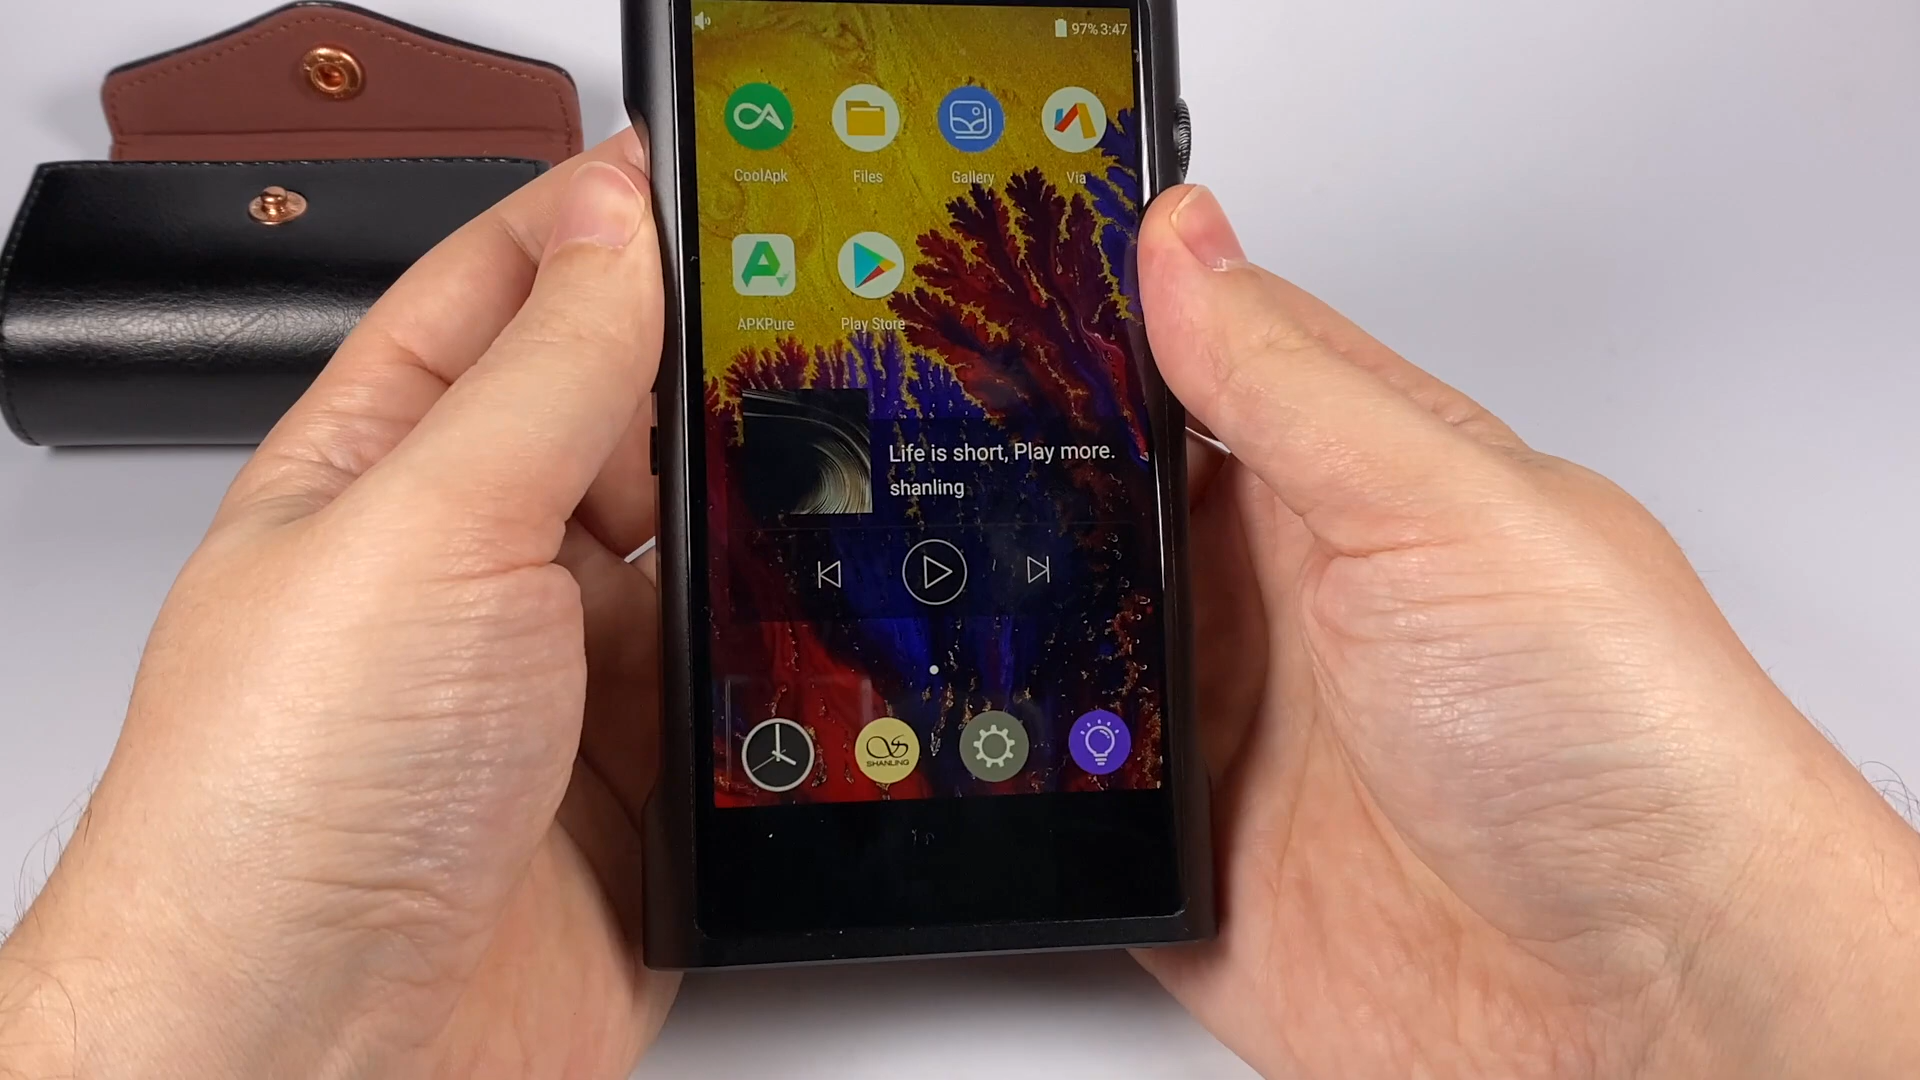 97% 3:47
CoolApk Files Gallery Via
APKPure Play Store
Life is short, Play more.
shanling
SHANLING